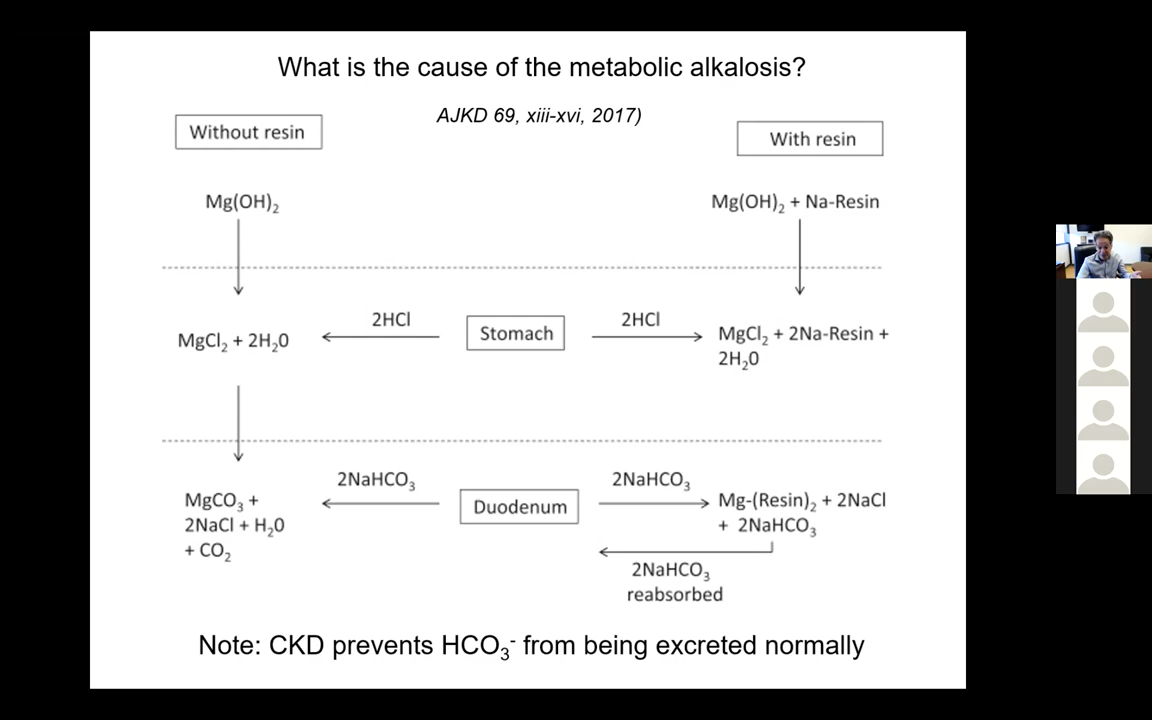 What is the cause of the metabolic alkalosis?
AJKD 69, xiii-xvi, 2017)
Without resin
With resin
Mg(OH)₂
Mg(OH)₂ + Na-Resin
2HCl
Stomach
2HCl
MgCl₂ + 2H₂0
MgCl₂ + 2Na-Resin +
2H₂0
2NaHCO₃
Duodenum
2NaHCO₃
MgCO₃ +
2NaCl + H₂0
+ CO₂
Mg-(Resin)₂ + 2NaCl
+ 2NaHCO₃
2NaHCO₃
reabsorbed
Note: CKD prevents HCO₃⁻ from being excreted normally